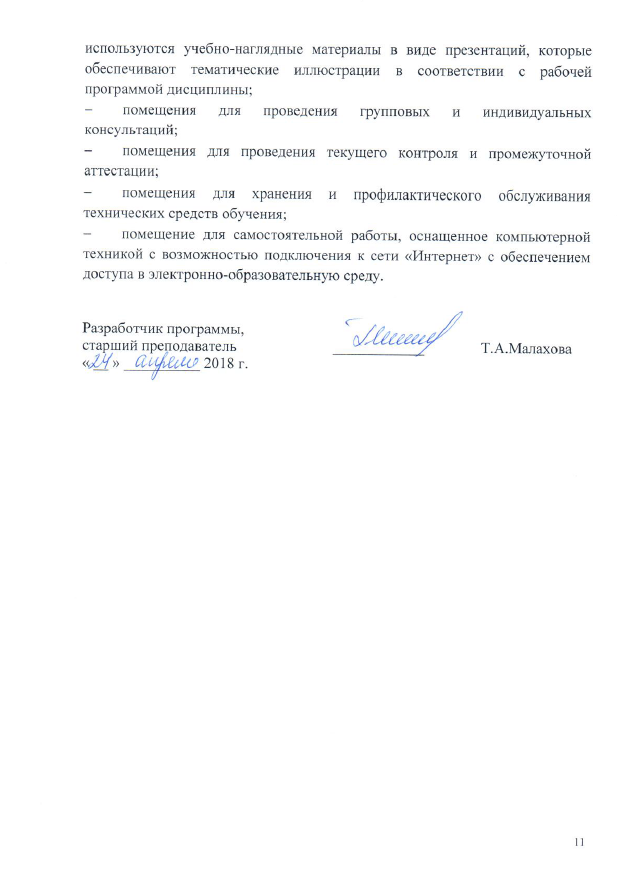 используются учебно-наглядные материалы в виде презентаций, которые
обеспечивают тематические иллюстрации в соответствии с рабочей
программой дисциплины;
– помещения для проведения групповых и индивидуальных
консультаций;
– помещения для проведения текущего контроля и промежуточной
аттестации;
– помещения для хранения и профилактического обслуживания
технических средств обучения;
– помещение для самостоятельной работы, оснащенное компьютерной
техникой с возможностью подключения к сети «Интернет» с обеспечением
доступа в электронно-образовательную среду.
Разработчик программы,
старший преподаватель
Т.А.Малахова
«24» апреля 2018 г.
11